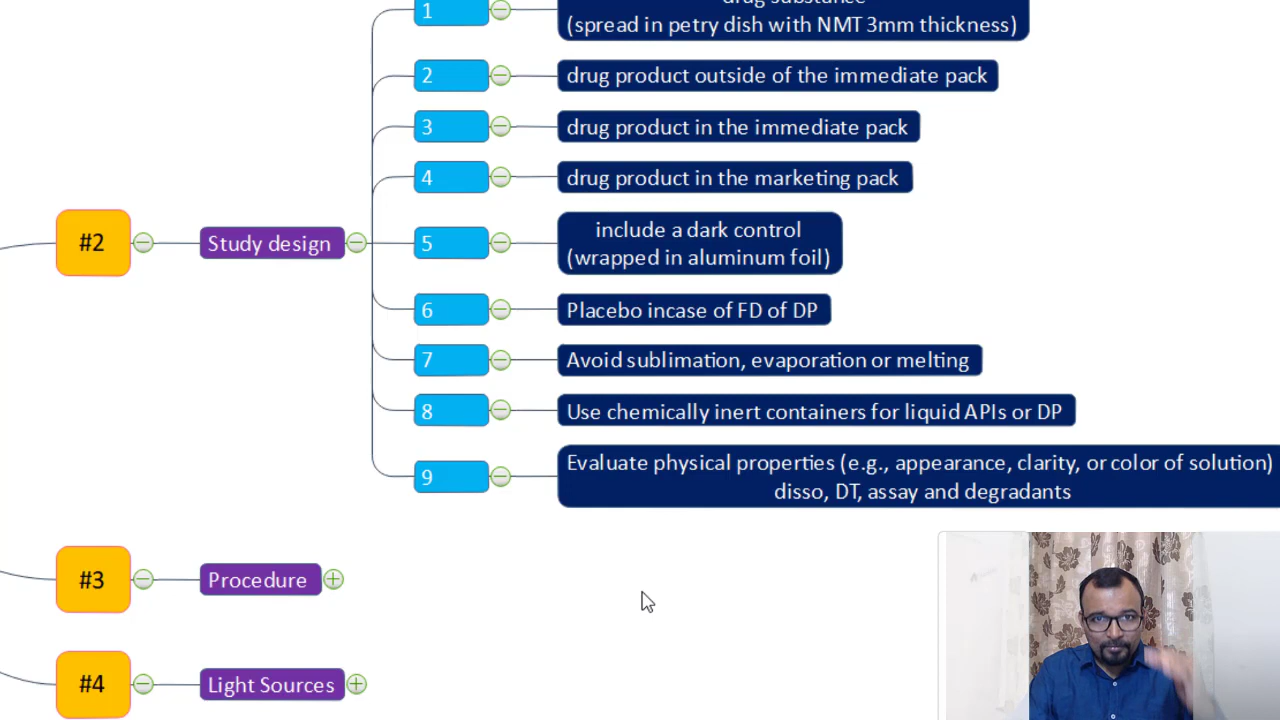 1
drug substance
(spread in petry dish with NMT 3mm thickness)
2
drug product outside of the immediate pack
3
drug product in the immediate pack
4
drug product in the marketing pack
#2
Study design
5
include a dark control
(wrapped in aluminum foil)
6
Placebo incase of FD of DP
7
Avoid sublimation, evaporation or melting
8
Use chemically inert containers for liquid APIs or DP
9
Evaluate physical properties (e.g., appearance, clarity, or color of solution)
disso, DT, assay and degradants
#3
Procedure
#4
Light Sources